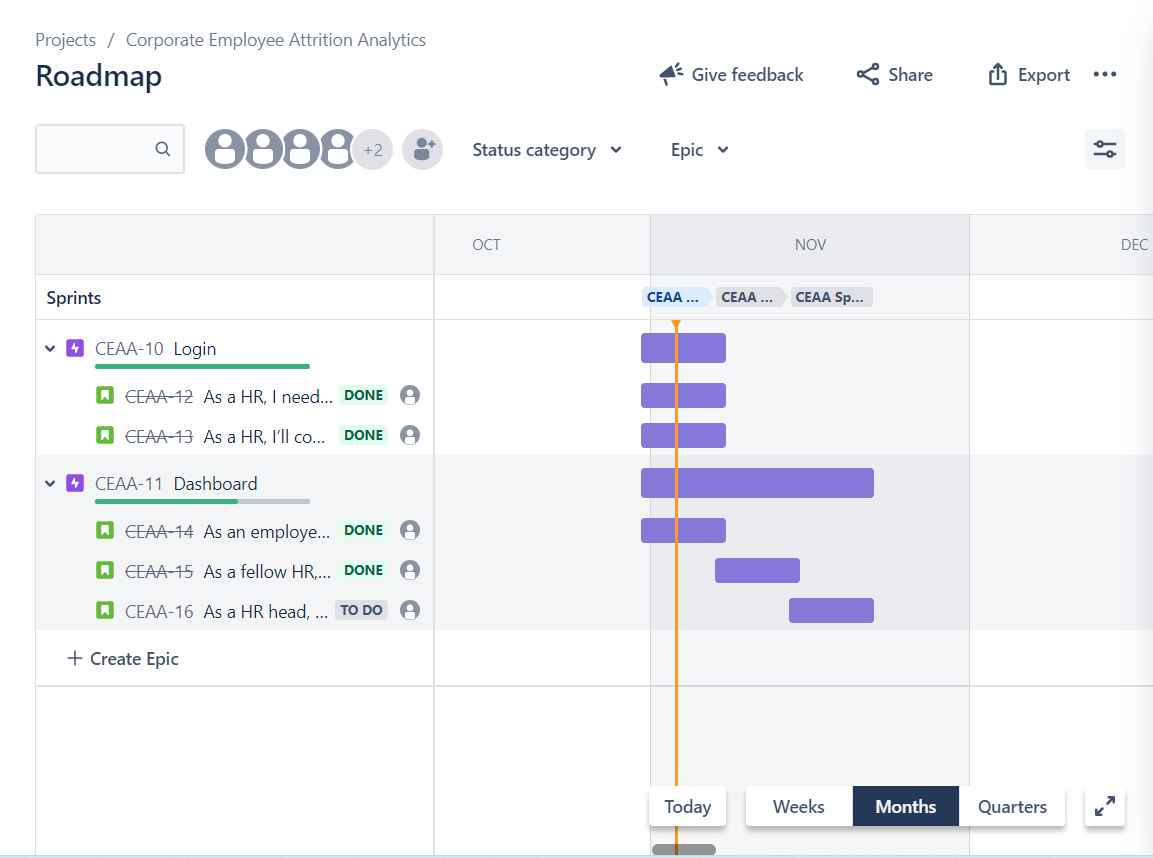 Projects / Corporate Employee Attrition Analytics
Roadmap
Give feedback Share Export
+2 Status category Epic
OCT NOV DEC
Sprints CEAA ... CEAA ... CEAA Sp...
CEAA-10 Login
CEAA-12 As a HR, I need... DONE
CEAA-13 As a HR, I’ll co... DONE
CEAA-11 Dashboard
CEAA-14 As an employe... DONE
CEAA-15 As a fellow HR,... DONE
CEAA-16 As a HR head, ... TO DO
+ Create Epic
Today Weeks Months Quarters